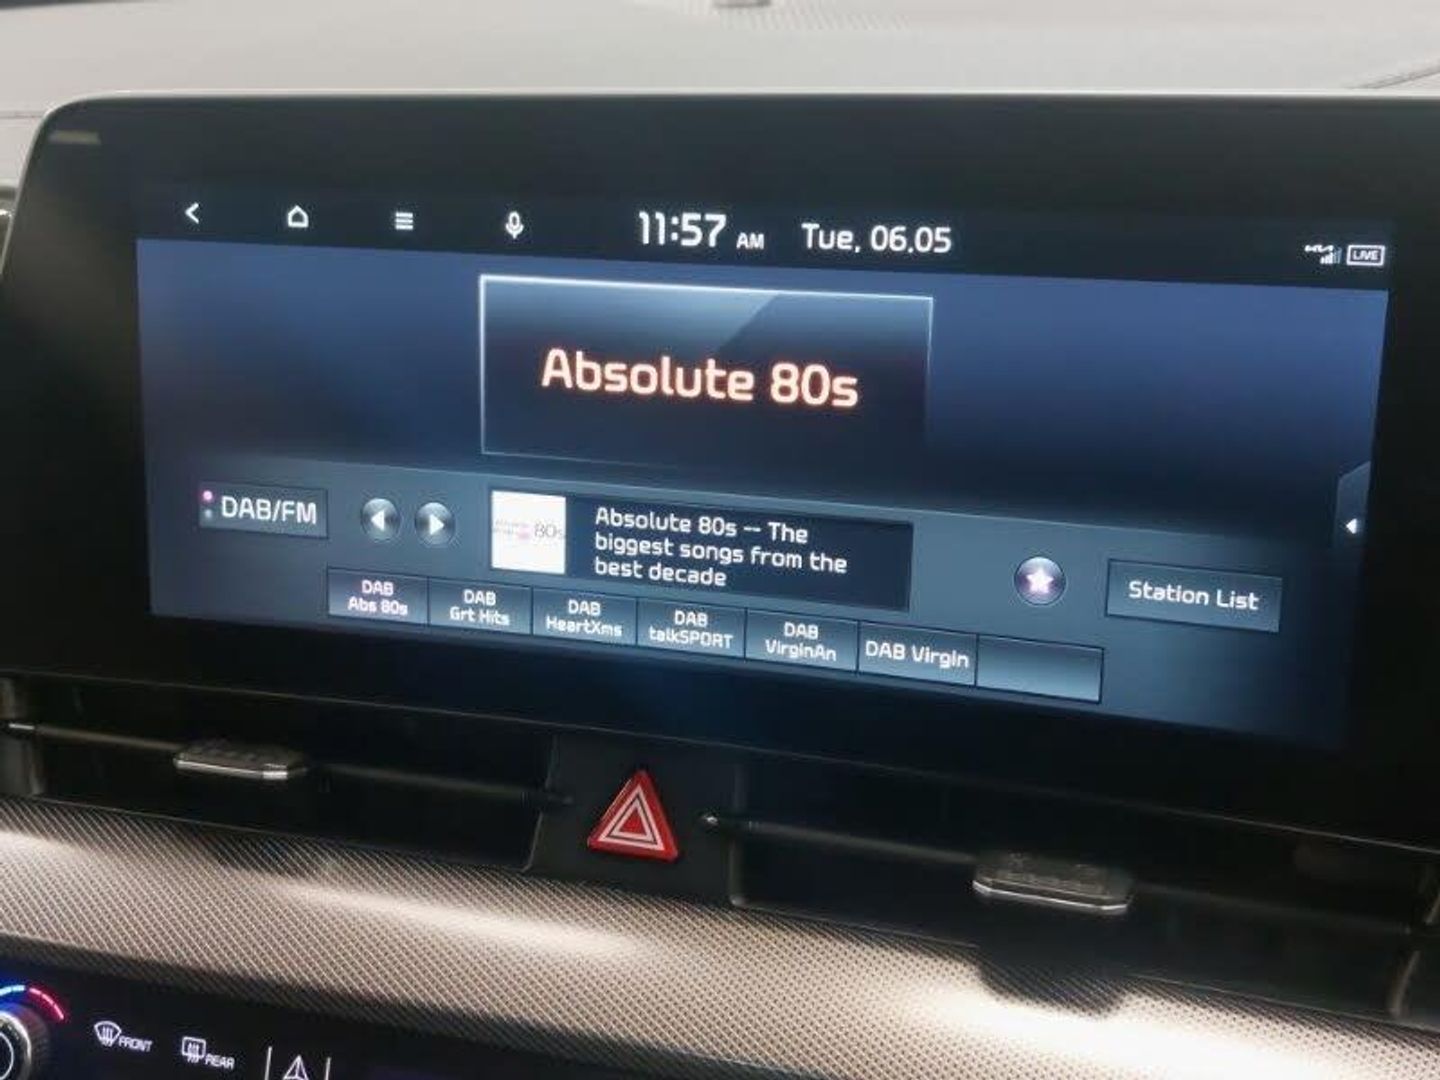 11:57 AM Tue, 06.05
LIVE
Absolute 80s
DAB/FM
80s
Absolute 80s -- The
biggest songs from the
best decade
Station List
DAB
Abs 80s
DAB
Grt Hits
DAB
HeartXms
DAB
talkSPORT
DAB
VirginAn
DAB Virgin
FRONT
REAR